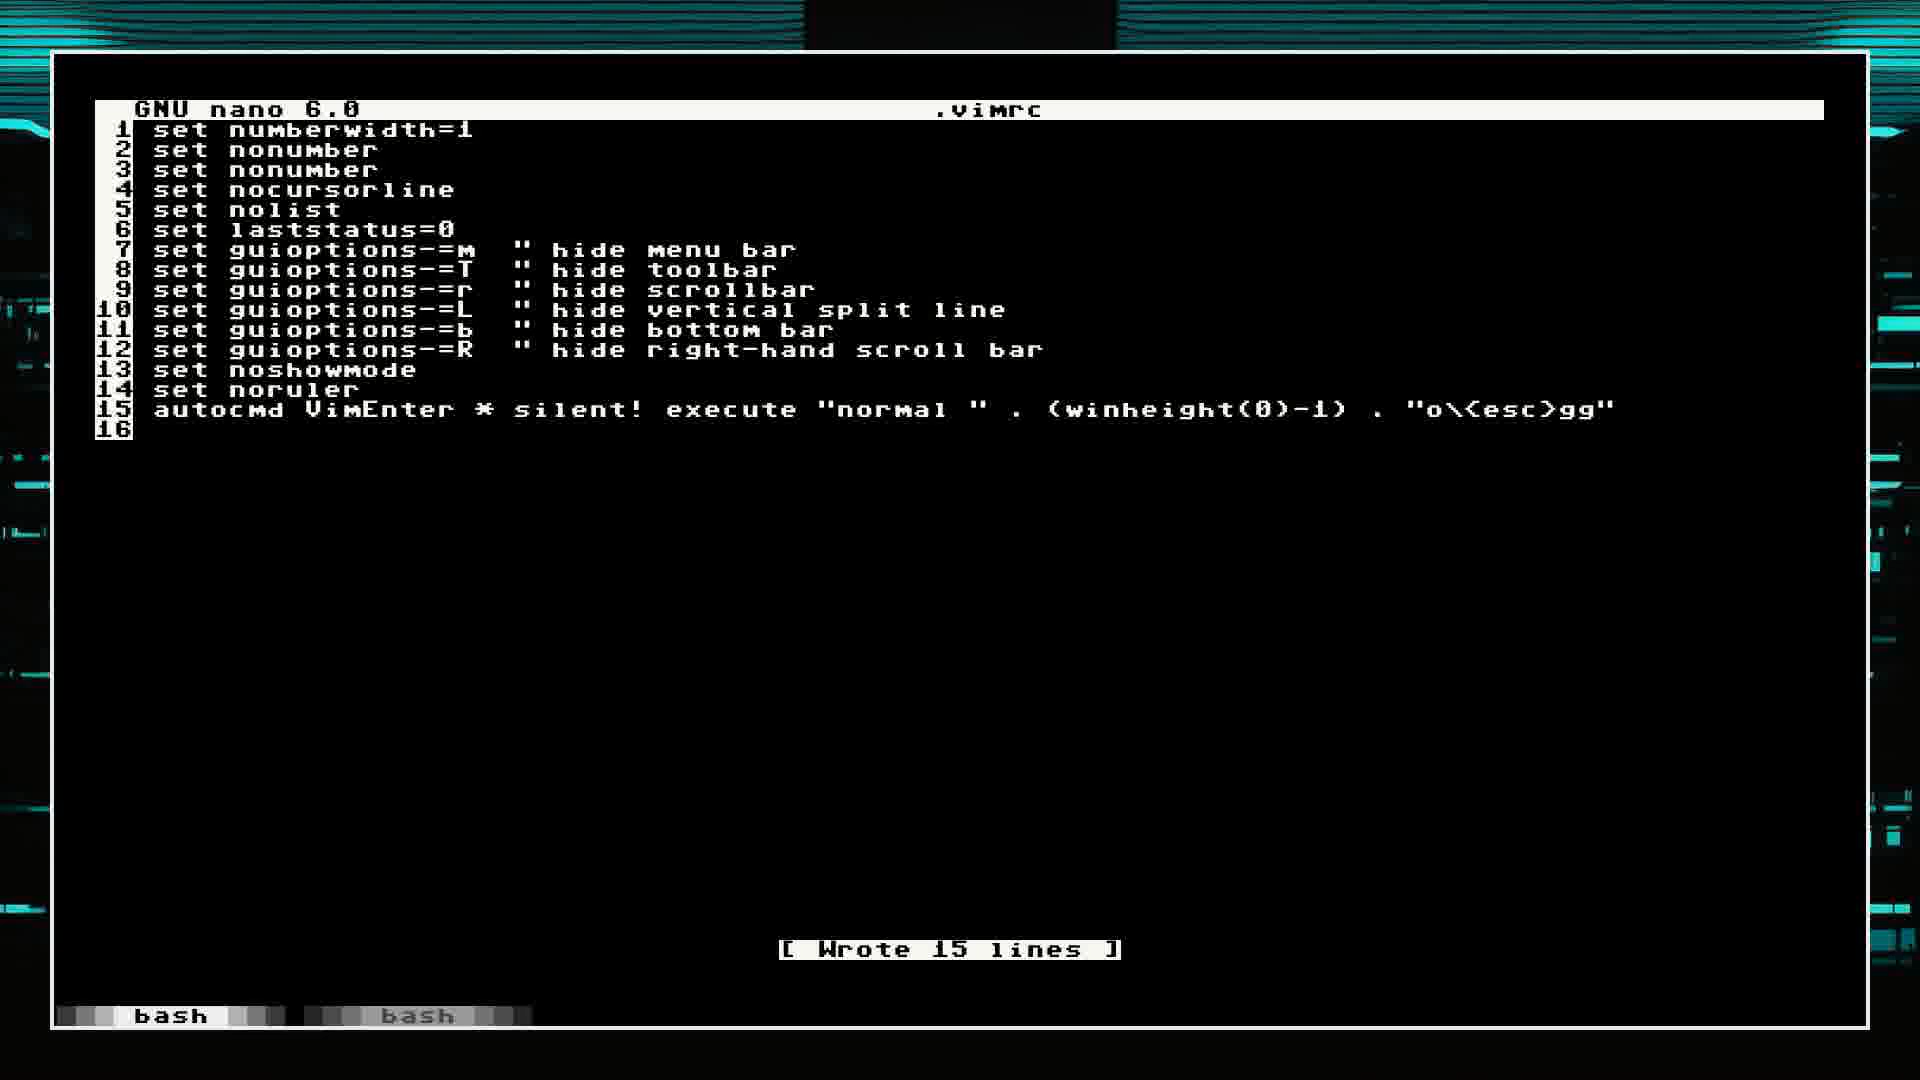 GNU nano 6.0 .vimrc
1 set numberwidth=1
2 set nonumber
3 set nonumber
4 set nocursorline
5 set nolist
6 set laststatus=0
7 set guioptions-=m  " hide menu bar
8 set guioptions-=T  " hide toolbar
9 set guioptions-=r  " hide scrollbar
10 set guioptions-=L  " hide vertical split line
11 set guioptions-=b  " hide bottom bar
12 set guioptions-=R  " hide right-hand scroll bar
13 set noshowmode
14 set noruler
15 autocmd VimEnter * silent! execute "normal " . (winheight(0)-1) . "o\<esc>gg"
16
[ Wrote 15 lines ]
bash bash